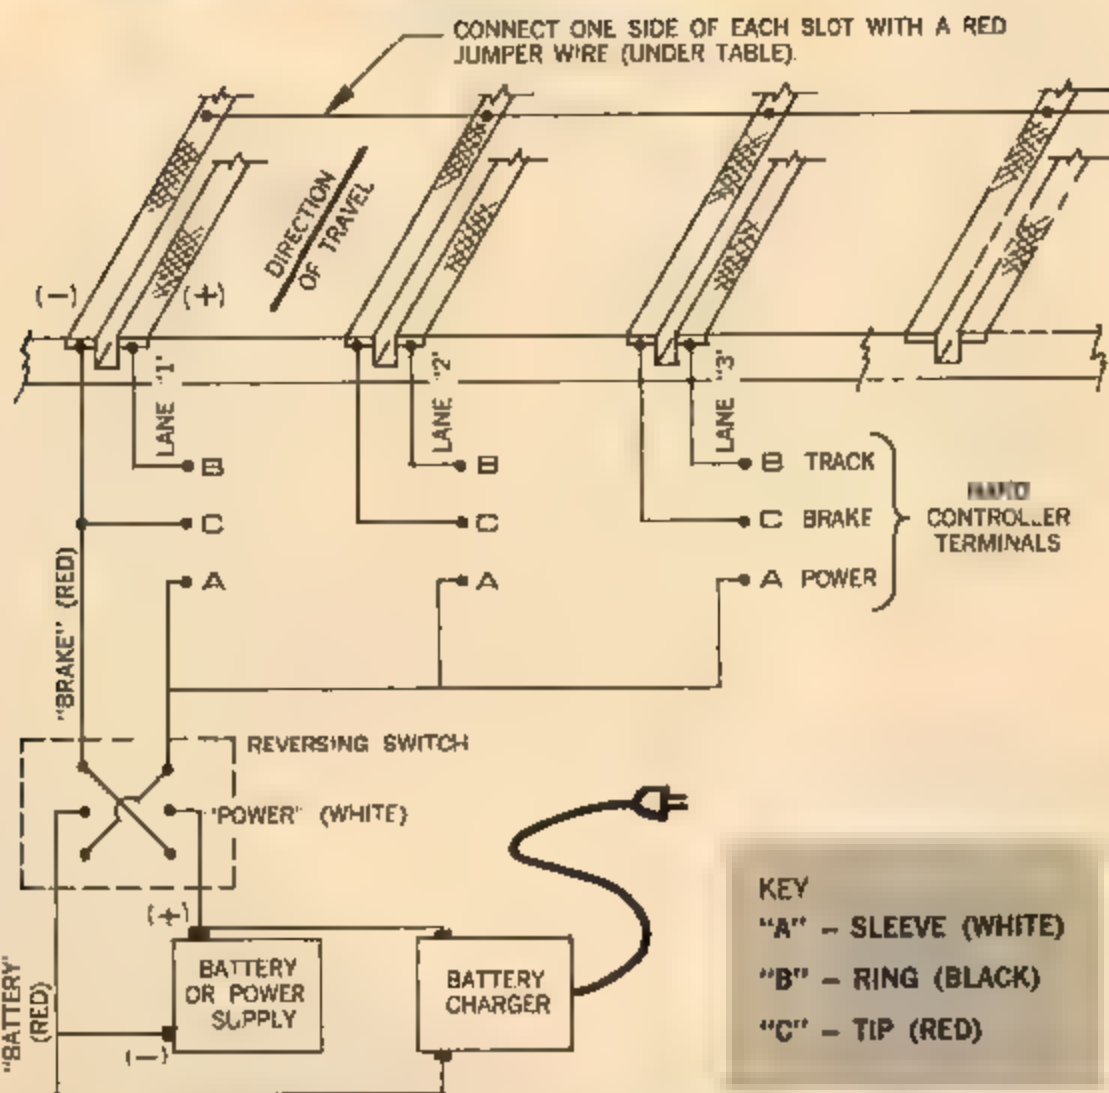 CONNECT ONE SIDE OF EACH SLOT WITH A RED
JUMPER WIRE (UNDER TABLE).
DIRECTION
OF TRAVEL
(-)
(+)
LANE "1"
LANE "2"
LANE "3"
B
C
A
B
C
A
B TRACK
C BRAKE
A POWER
CONTROLLER
TERMINALS
"BRAKE" (RED)
REVERSING SWITCH
"POWER" (WHITE)
(+)
BATTERY
OR POWER
SUPPLY
(-)
BATTERY
CHARGER
"BATTERY"
(RED)
KEY
"A" – SLEEVE (WHITE)
"B" – RING (BLACK)
"C" – TIP (RED)